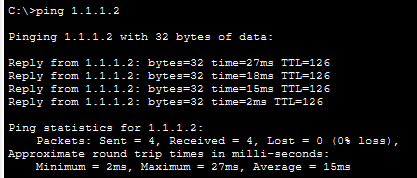 C:\>ping 1.1.1.2
Pinging 1.1.1.2 with 32 bytes of data:
Reply from 1.1.1.2: bytes=32 time=27ms TTL=126
Reply from 1.1.1.2: bytes=32 time=18ms TTL=126
Reply from 1.1.1.2: bytes=32 time=15ms TTL=126
Reply from 1.1.1.2: bytes=32 time=2ms TTL=126
Ping statistics for 1.1.1.2:
Packets: Sent = 4, Received = 4, Lost = 0 (0% loss),
Approximate round trip times in milli-seconds:
Minimum = 2ms, Maximum = 27ms, Average = 15ms